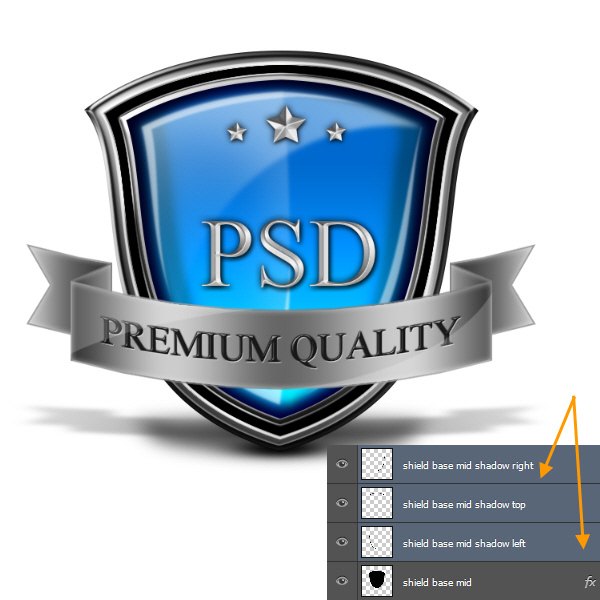 PSD
PREMIUM QUALITY
shield base mid shadow right
shield base mid shadow top
shield base mid shadow left
shield base mid fx